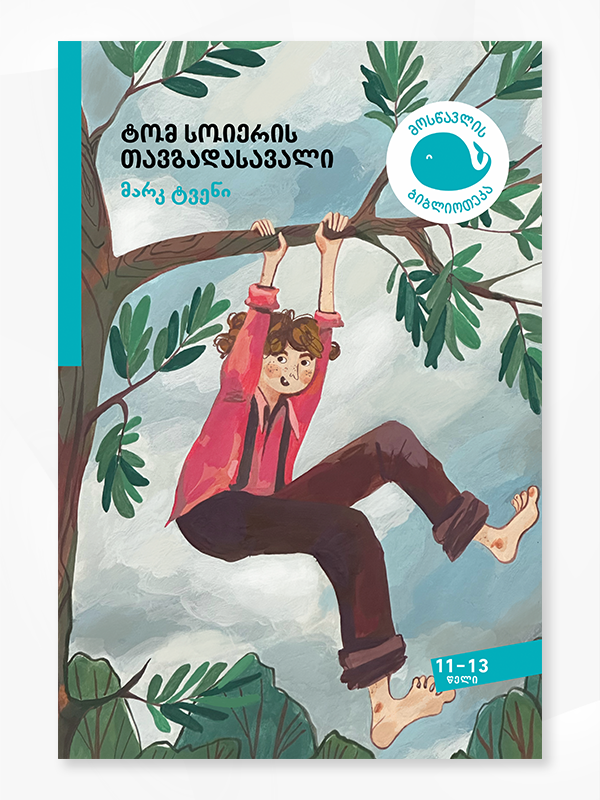 ტომ სოიერის
თავგადასავალი
მარკ ტვენი
მოსწავლის
ბიბლიოთეკა
11–13
წელი